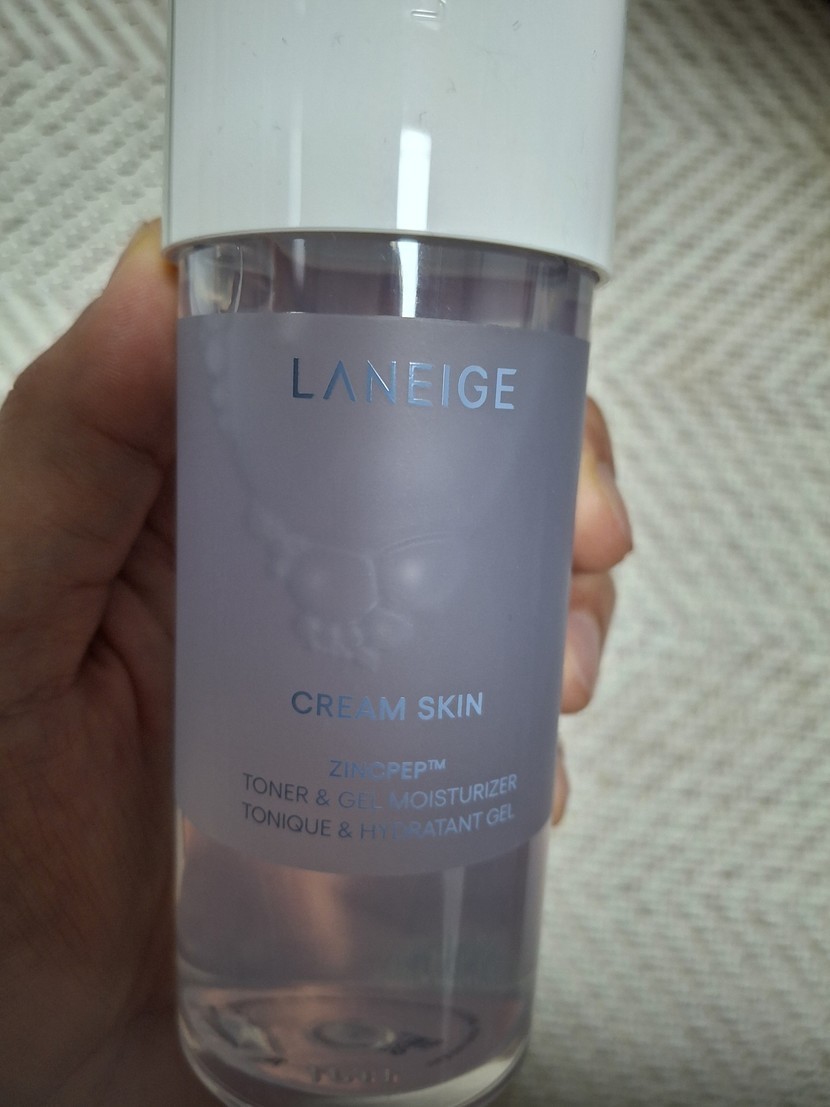 LANEIGE
CREAM SKIN
ZINCPEP™
TONER & GEL MOISTURIZER
TONIQUE & HYDRATANT GEL